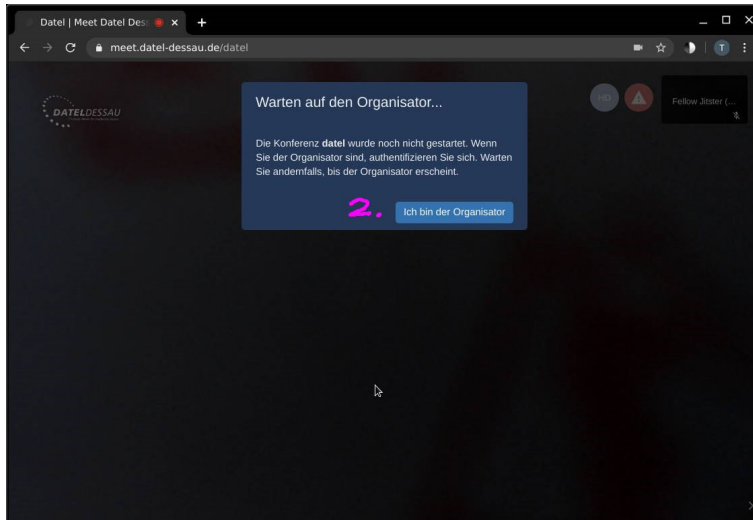 Datel | Meet Datel Des
meet.datel-dessau.de/datel
T
DATELDESSAU
Warten auf den Organisator...
HD
Fellow Jitster (...
Die Konferenz datel wurde noch nicht gestartet. Wenn
Sie der Organisator sind, authentifizieren Sie sich. Warten
Sie andernfalls, bis der Organisator erscheint.
2.
Ich bin der Organisator